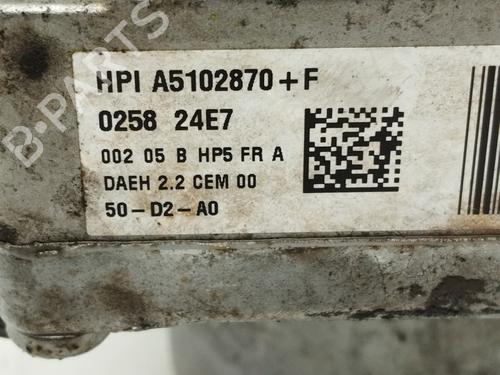 HPI A5102870+F
0258 24E7
002 05 B HP5 FR A
DAEH 2.2 CEM 00
50-D2-A0
B-PARTS